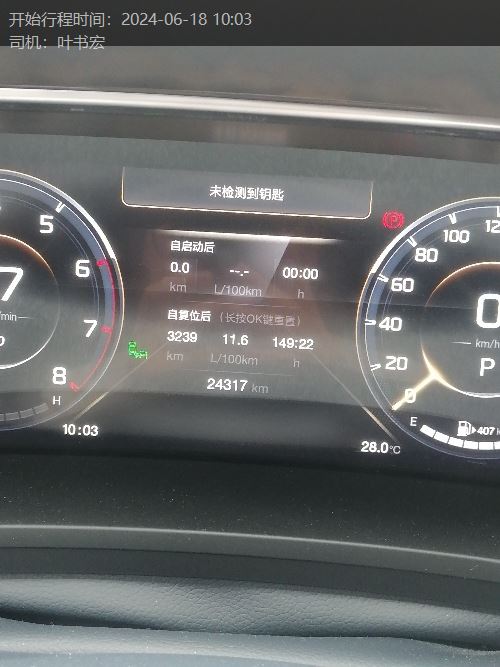 开始行程时间：2024-06-18 10:03
司机：叶书宏
未检测到钥匙
自启动后
0.0 --.- 00:00
km L/100km h
自复位后（长按OK键重置）
3239 11.6 149:22
km L/100km h
24317 km
5
6
7
8
H
7
/min
10:03
(P)
100
80
60
40
20
0
0
km/h
P
E
407
28.0°C